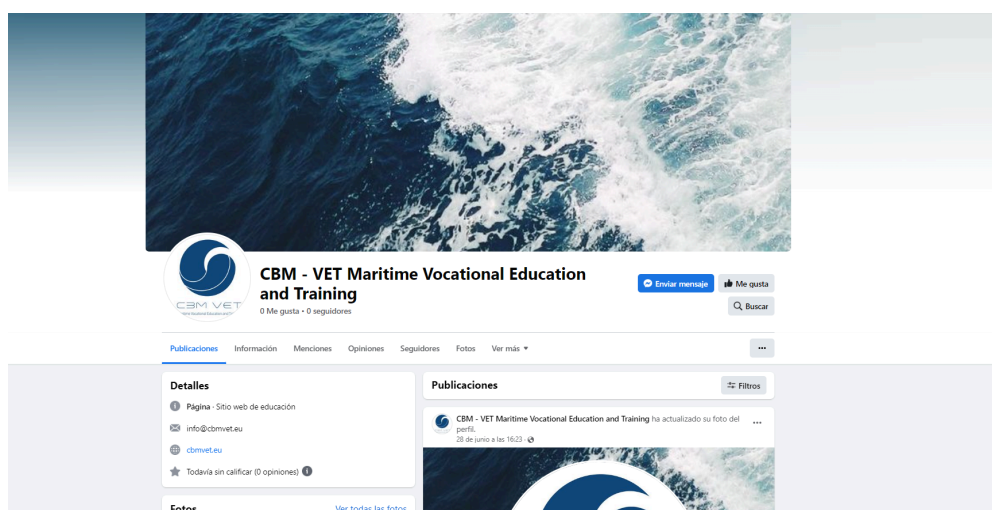 CBM VET
CBM - VET Maritime Vocational Education
and Training
0 Me gusta • 0 seguidores
Enviar mensaje
Me gusta
Buscar
Publicaciones
Información
Menciones
Opiniones
Seguidores
Fotos
Ver más
Detalles
Página · Sitio web de educación
info@cbmvet.eu
cbmvet.eu
Todavía sin calificar (0 opiniones)
Fotos
Ver todas las fotos
Publicaciones
Filtros
CBM - VET Maritime Vocational Education and Training ha actualizado su foto del
perfil.
28 de junio a las 16:23 ·